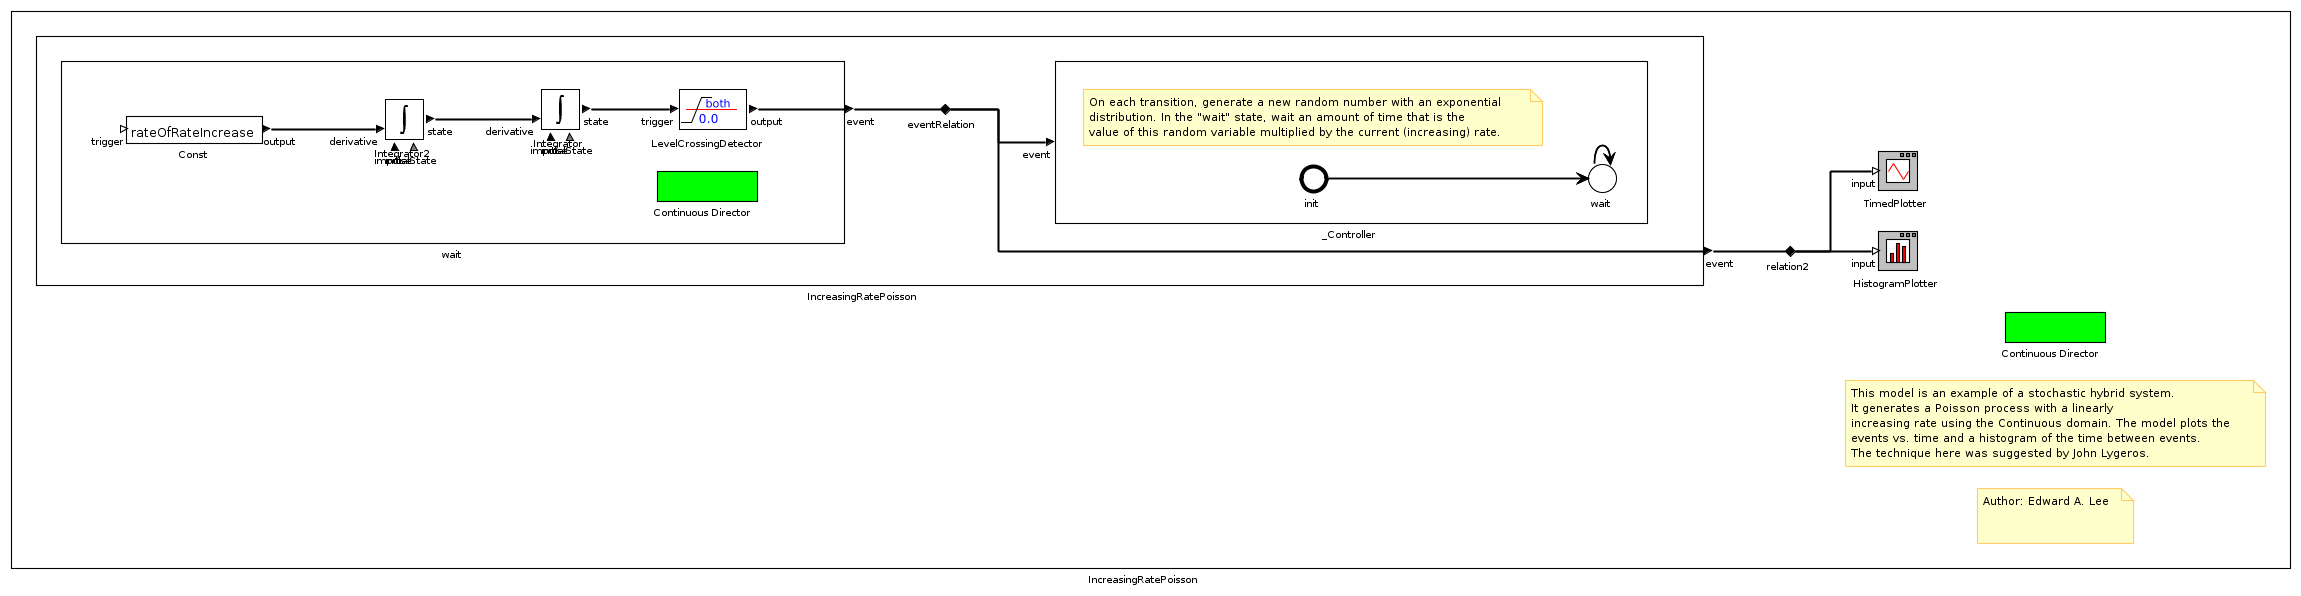 rateOfRateIncrease
trigger
output
Const
derivative
state
Integrator2
derivative
state
Integrator
both
0.0
trigger
output
LevelCrossingDetector
Continuous Director
wait
event
eventRelation
event
On each transition, generate a new random number with an exponential
distribution. In the "wait" state, wait an amount of time that is the
value of this random variable multiplied by the current (increasing) rate.
init
wait
_Controller
event
relation2
IncreasingRatePoisson
input
TimedPlotter
input
HistogramPlotter
Continuous Director
This model is an example of a stochastic hybrid system.
It generates a Poisson process with a linearly
increasing rate using the Continuous domain. The model plots the
events vs. time and a histogram of the time between events.
The technique here was suggested by John Lygeros.
Author: Edward A. Lee
IncreasingRatePoisson